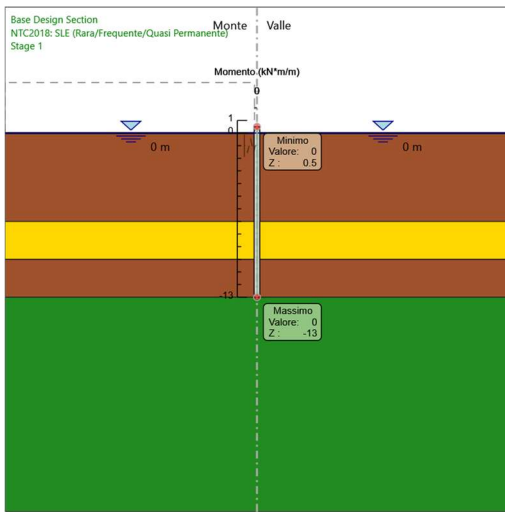 Base Design Section
NTC2018: SLE (Rara/Frequente/Quasi Permanente)
Stage 1
Monte
Valle
Momento (kN*m/m)
0
1
0
0 m
0 m
Minimo
Valore: 0
Z : 0.5
-13
Massimo
Valore: 0
Z : -13